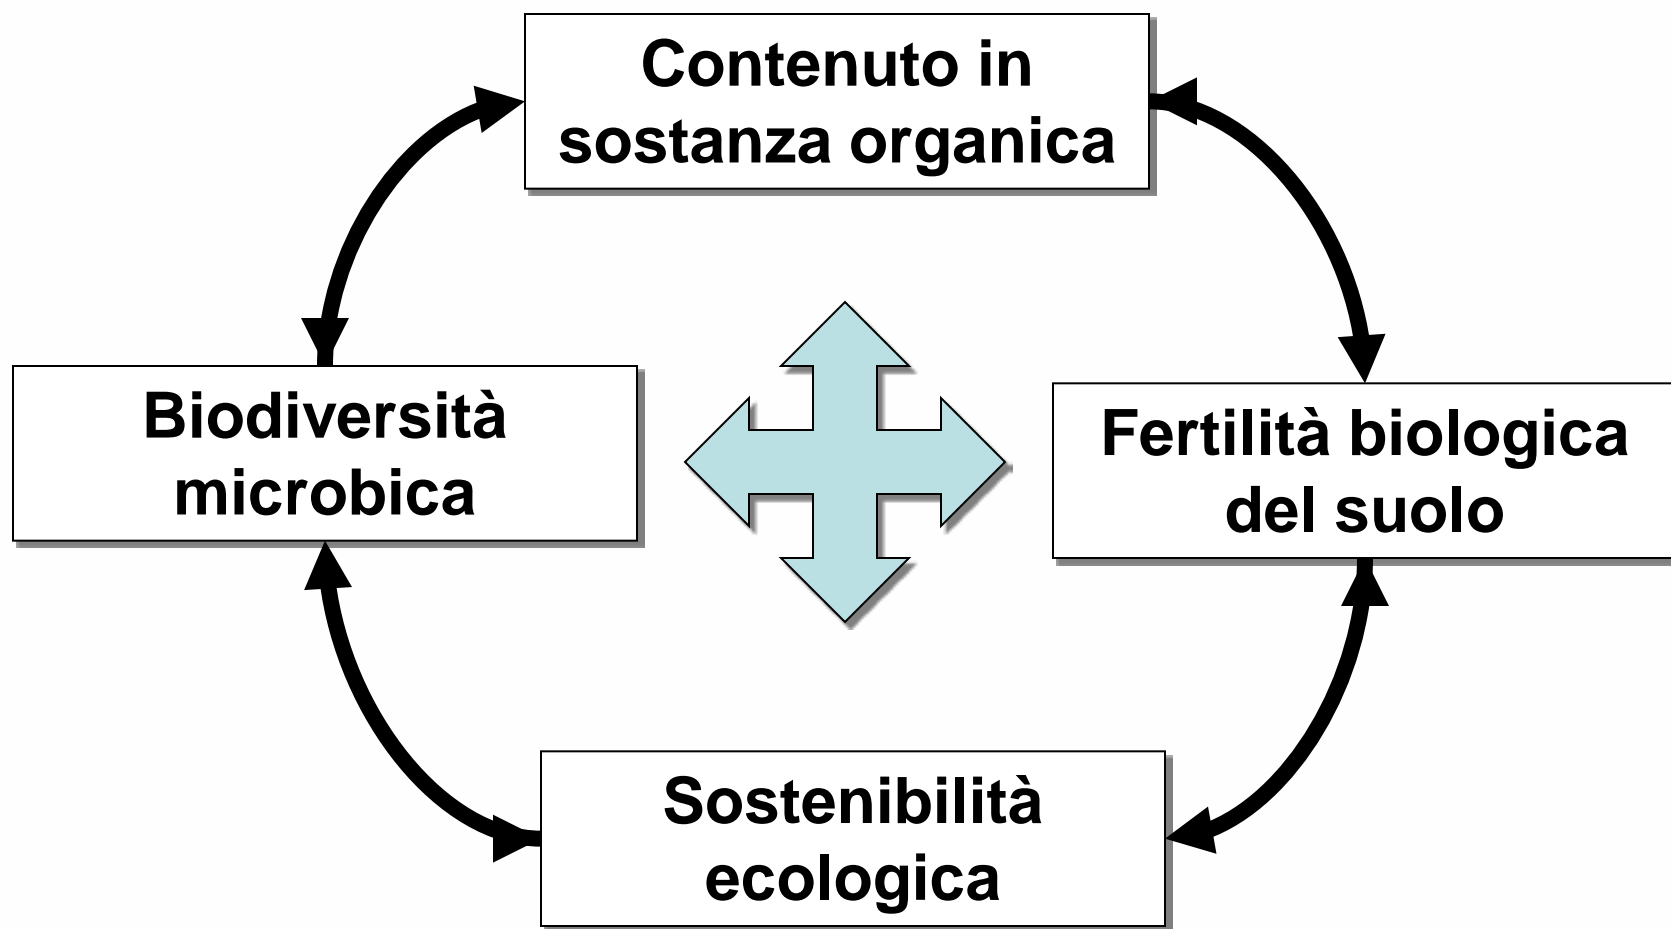 Contenuto in
sostanza organica
Biodiversità
microbica
Fertilità biologica
del suolo
Sostenibilità
ecologica